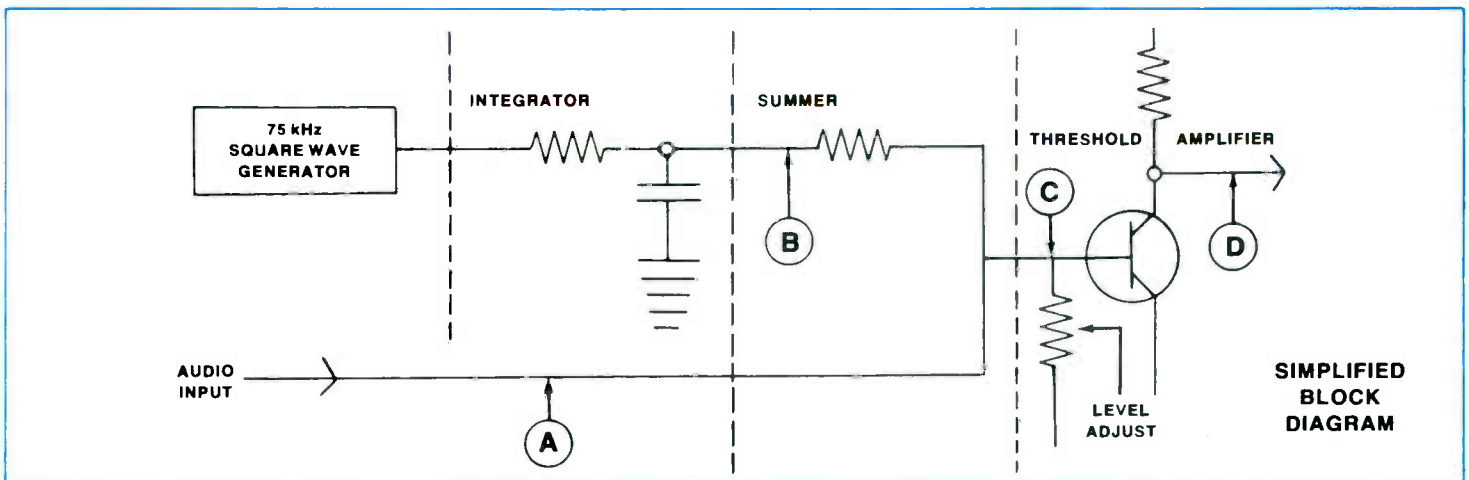 75 kHz
SQUARE WAVE
GENERATOR
INTEGRATOR
SUMMER
THRESHOLD AMPLIFIER
B
C
D
AUDIO
INPUT
A
LEVEL
ADJUST
SIMPLIFIED
BLOCK
DIAGRAM